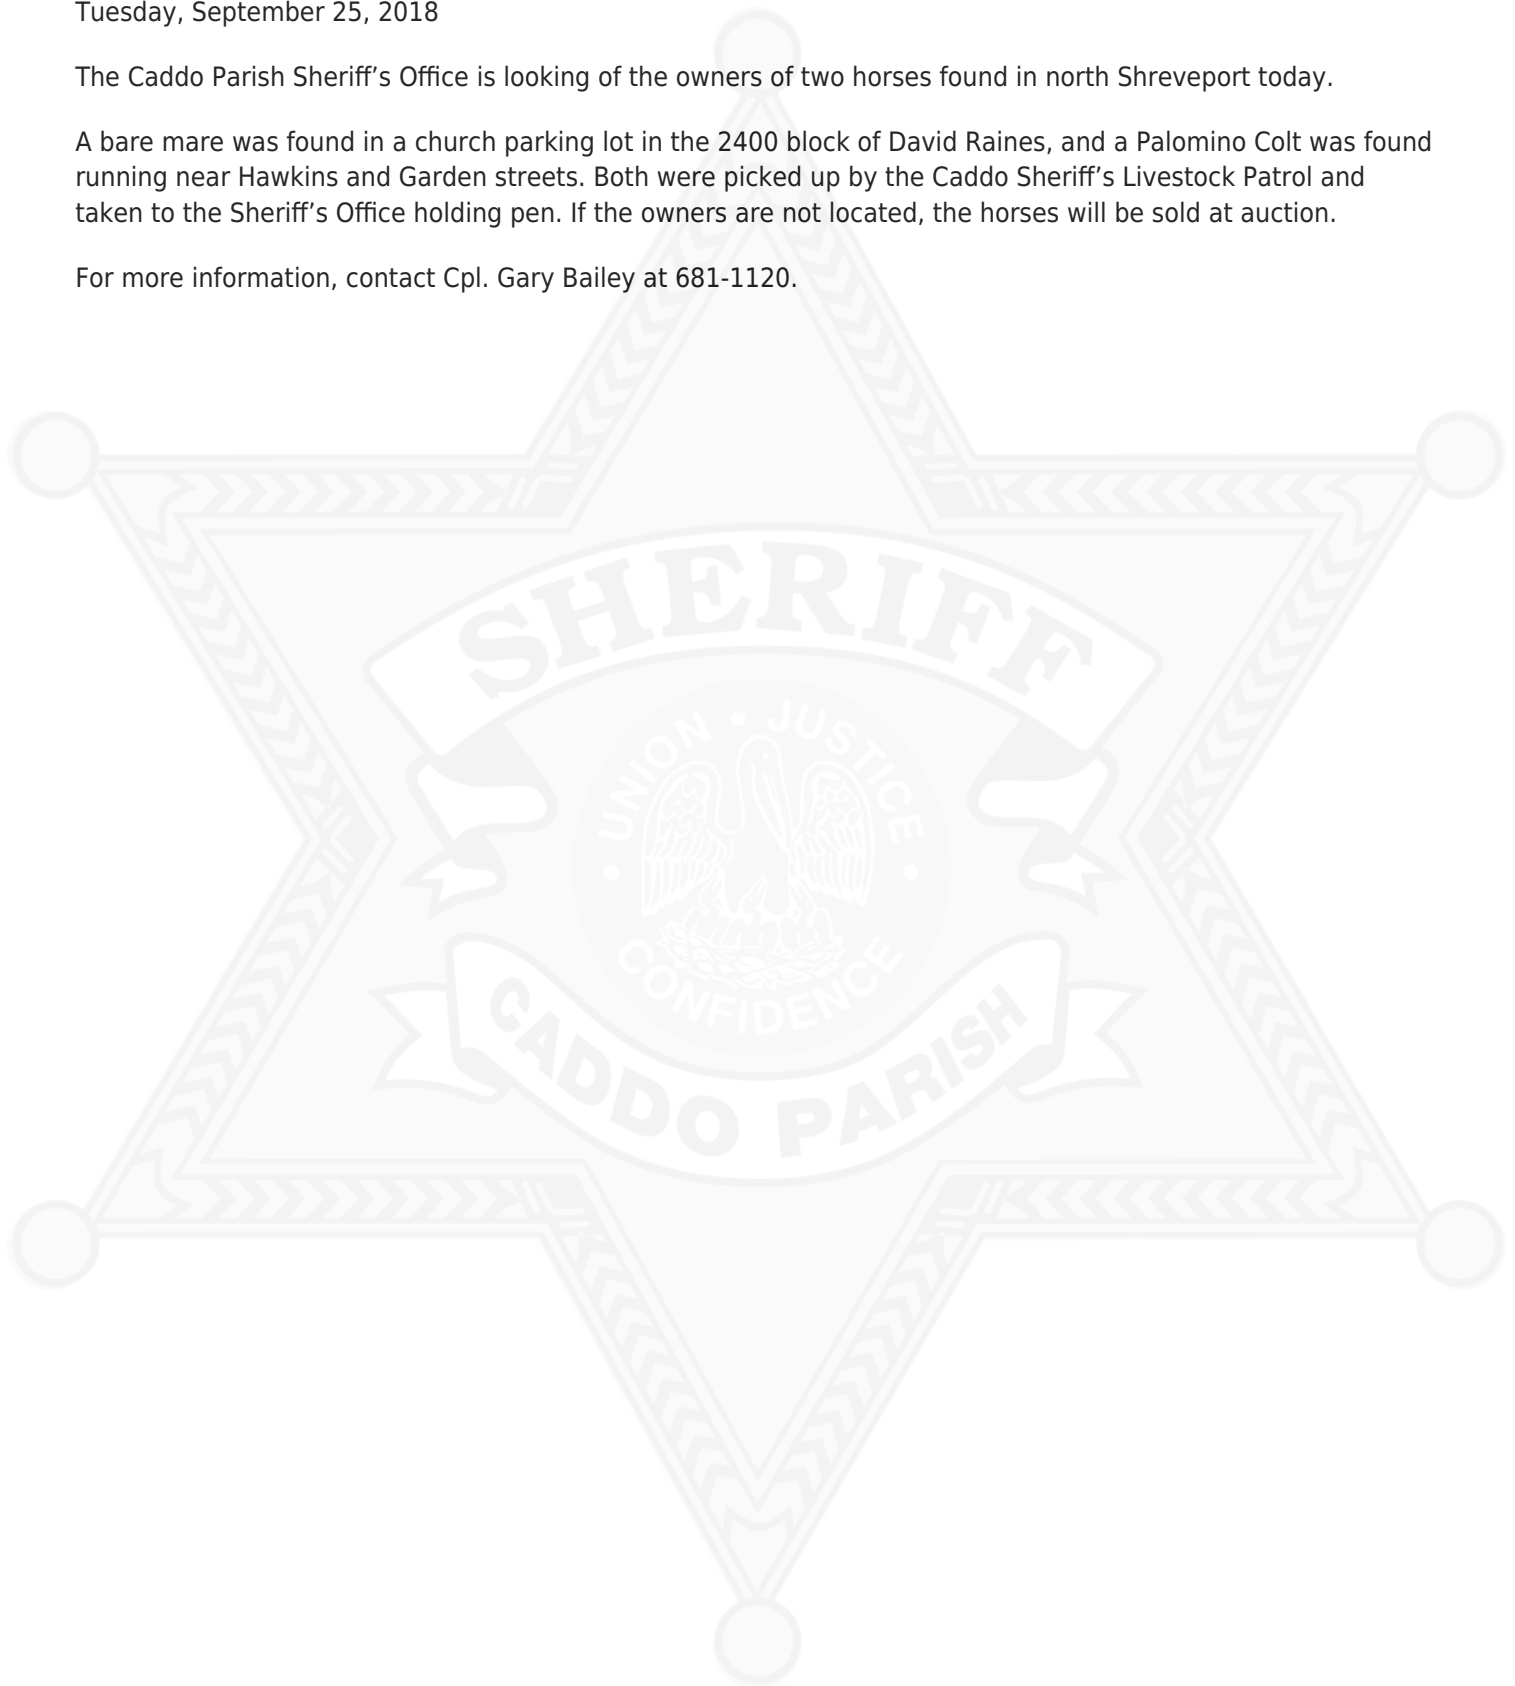 Tuesday, September 25, 2018
The Caddo Parish Sheriff’s Office is looking of the owners of two horses found in north Shreveport today.
A bare mare was found in a church parking lot in the 2400 block of David Raines, and a Palomino Colt was found
running near Hawkins and Garden streets. Both were picked up by the Caddo Sheriff’s Livestock Patrol and
taken to the Sheriff’s Office holding pen. If the owners are not located, the horses will be sold at auction.
For more information, contact Cpl. Gary Bailey at 681-1120.
SHERIFF
UNION • JUSTICE
• CONFIDENCE •
CADDO PARISH